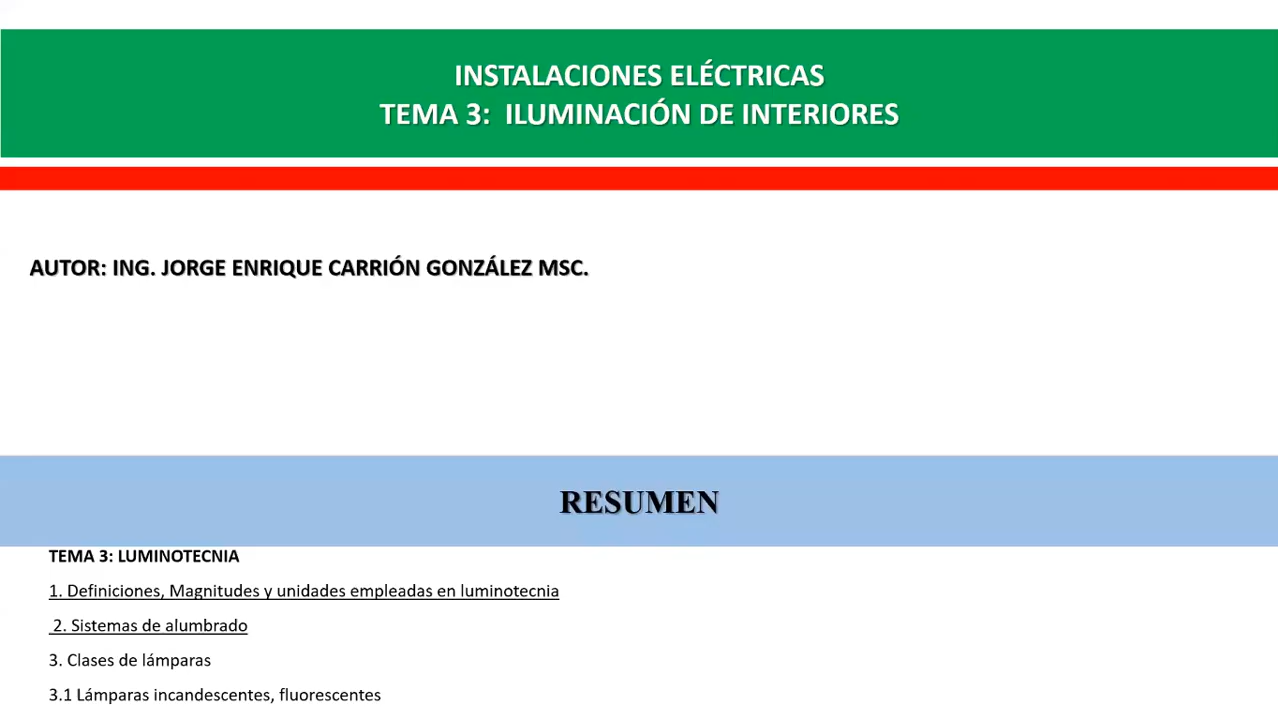 INSTALACIONES ELÉCTRICAS
TEMA 3: ILUMINACIÓN DE INTERIORES
AUTOR: ING. JORGE ENRIQUE CARRIÓN GONZÁLEZ MSC.
RESUMEN
TEMA 3: LUMINOTECNIA
1. Definiciones, Magnitudes y unidades empleadas en luminotecnia
2. Sistemas de alumbrado
3. Clases de lámparas
3.1 Lámparas incandescentes, fluorescentes